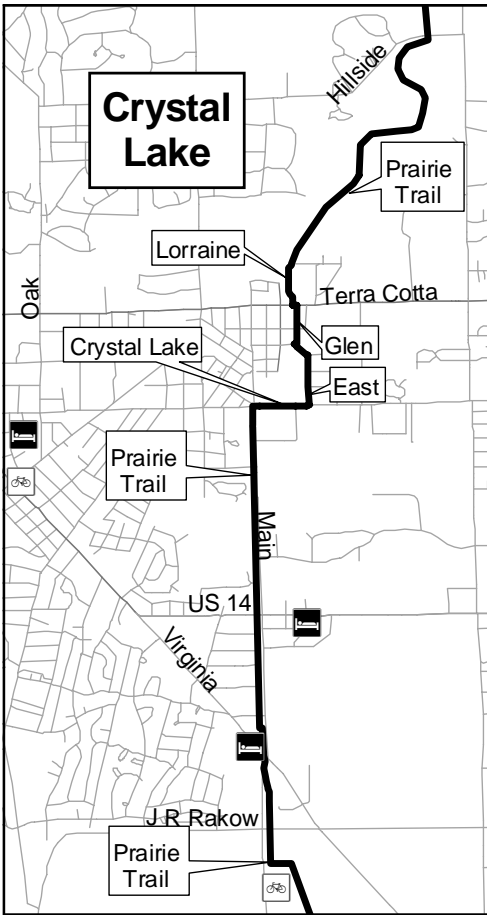 Hillside
Crystal
Lake
Prairie
Trail
Lorraine
Oak
Terra Cotta
Crystal Lake
Glen
East
Prairie
Trail
Main
US 14
Virginia
J R Rakow
Prairie
Trail